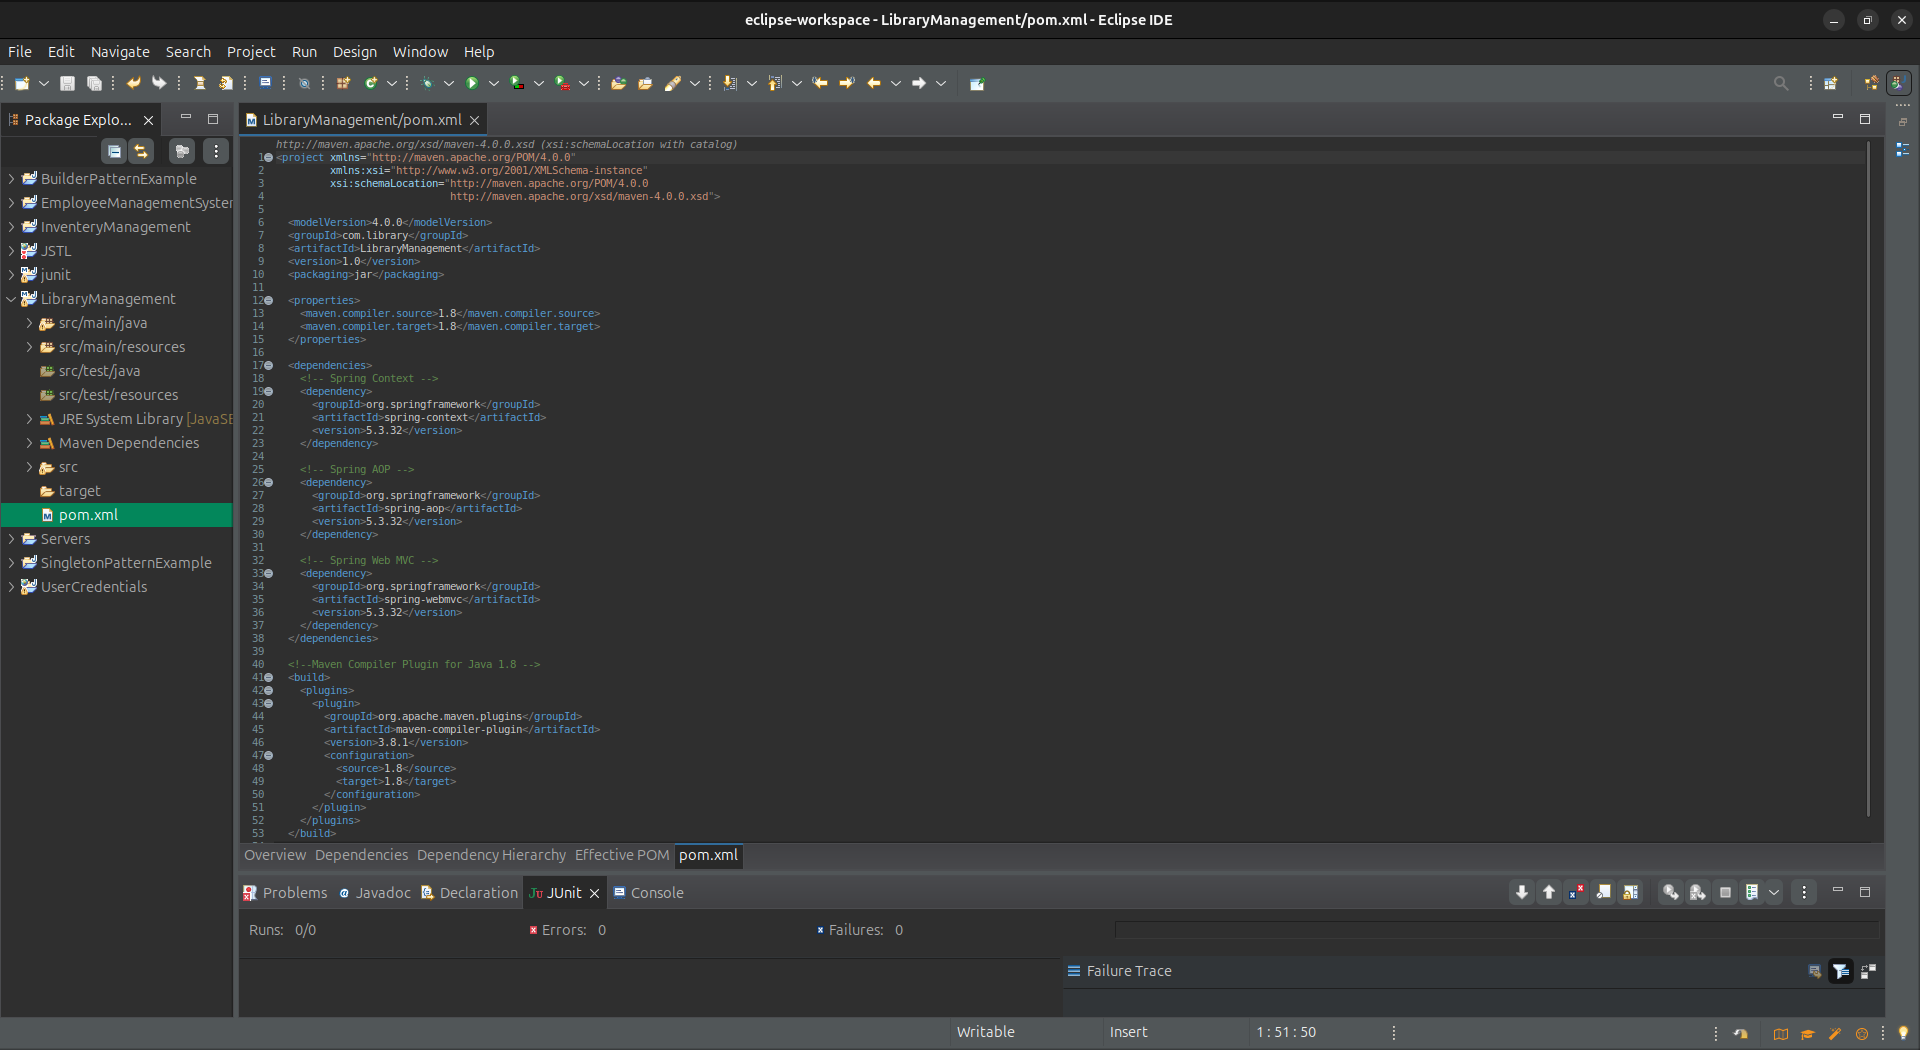 eclipse-workspace - LibraryManagement/pom.xml - Eclipse IDE
File Edit Navigate Search Project Run Design Window Help
Package Explo...
BuilderPatternExample
EmployeeManagementSyster
InventeryManagement
JSTL
junit
LibraryManagement
src/main/java
src/main/resources
src/test/java
src/test/resources
JRE System Library [JavaSE
Maven Dependencies
src
target
pom.xml
Servers
SingletonPatternExample
UserCredentials
LibraryManagement/pom.xml
http://maven.apache.org/xsd/maven-4.0.0.xsd (xsi:schemaLocation with catalog)
1 <project xmlns="http://maven.apache.org/POM/4.0.0"
2 xmlns:xsi="http://www.w3.org/2001/XMLSchema-instance"
3 xsi:schemaLocation="http://maven.apache.org/POM/4.0.0
4 http://maven.apache.org/xsd/maven-4.0.0.xsd">
5
6 <modelVersion>4.0.0</modelVersion>
7 <groupId>com.library</groupId>
8 <artifactId>LibraryManagement</artifactId>
9 <version>1.0</version>
10 <packaging>jar</packaging>
11
12 <properties>
13 <maven.compiler.source>1.8</maven.compiler.source>
14 <maven.compiler.target>1.8</maven.compiler.target>
15 </properties>
16
17 <dependencies>
18 <!-- Spring Context -->
19 <dependency>
20 <groupId>org.springframework</groupId>
21 <artifactId>spring-context</artifactId>
22 <version>5.3.32</version>
23 </dependency>
24
25 <!-- Spring AOP -->
26 <dependency>
27 <groupId>org.springframework</groupId>
28 <artifactId>spring-aop</artifactId>
29 <version>5.3.32</version>
30 </dependency>
31
32 <!-- Spring Web MVC -->
33 <dependency>
34 <groupId>org.springframework</groupId>
35 <artifactId>spring-webmvc</artifactId>
36 <version>5.3.32</version>
37 </dependency>
38 </dependencies>
39
40 <!--Maven Compiler Plugin for Java 1.8 -->
41 <build>
42 <plugins>
43 <plugin>
44 <groupId>org.apache.maven.plugins</groupId>
45 <artifactId>maven-compiler-plugin</artifactId>
46 <version>3.8.1</version>
47 <configuration>
48 <source>1.8</source>
49 <target>1.8</target>
50 </configuration>
51 </plugin>
52 </plugins>
53 </build>
Overview Dependencies Dependency Hierarchy Effective POM pom.xml
Problems Javadoc Declaration JUnit Console
Runs: 0/0 Errors: 0 Failures: 0
Failure Trace
Writable Insert 1 : 51 : 50